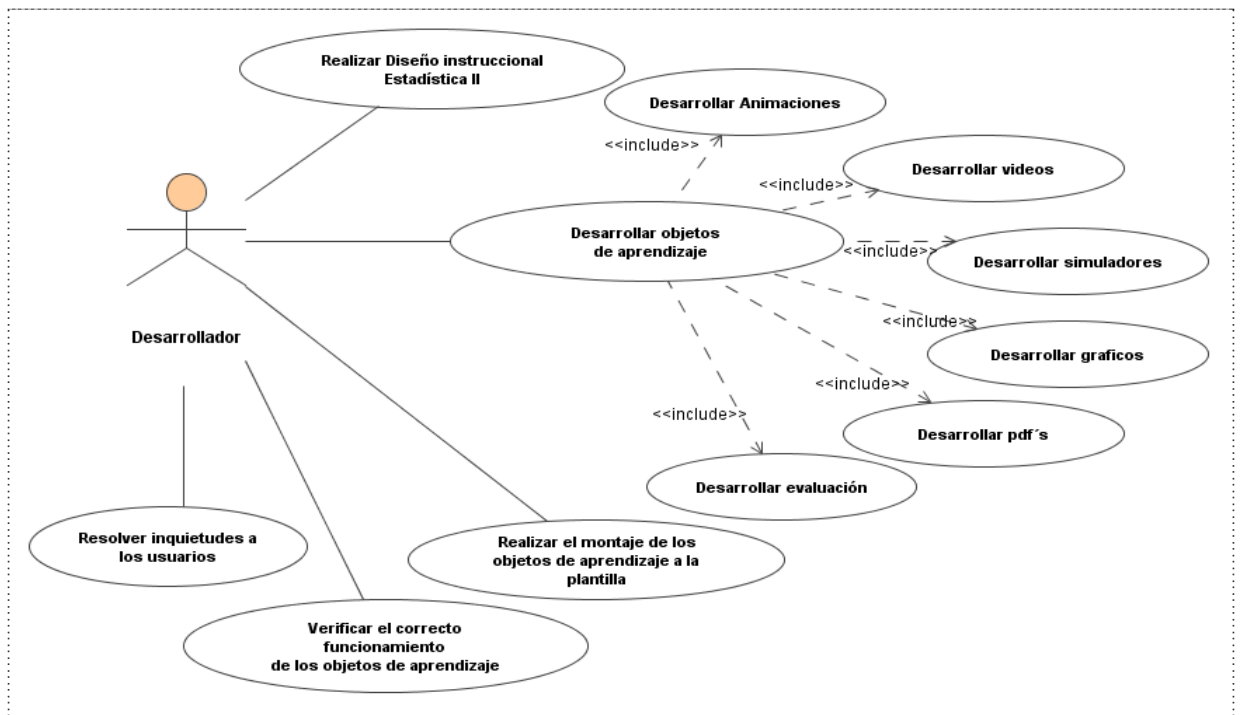 Realizar Diseño instruccional
Estadística II
Desarrollar Animaciones
<<include>>
Desarrollar videos
<<include>>
Desarrollar objetos
de aprendizaje
<<include>>
Desarrollar simuladores
<<include>>
Desarrollar graficos
<<include>>
Desarrollar pdf´s
<<include>>
Desarrollar evaluación
Desarrollador
Resolver inquietudes a
los usuarios
Realizar el montaje de los
objetos de aprendizaje a la
plantilla
Verificar el correcto
funcionamiento
de los objetos de aprendizaje